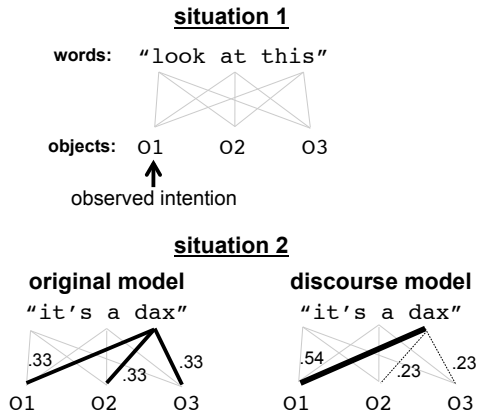 situation 1
words: "look at this"
objects: O1 O2 O3
observed intention
situation 2
original model discourse model
"it's a dax" "it's a dax"
.33 .33 .33 .54 .23 .23
O1 O2 O3 O1 O2 O3